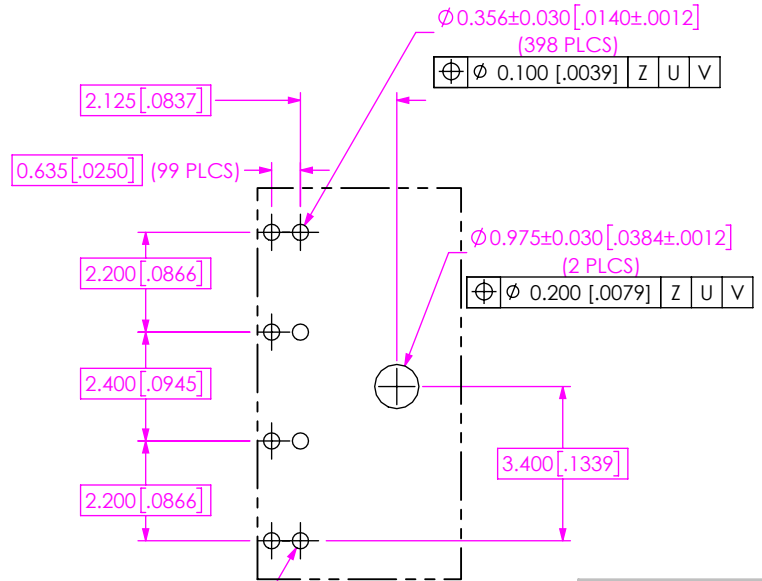 ⌀0.356±0.030[.0140±.0012]
(398 PLCS)
⌖ ⌀ 0.100 [.0039] Z U V
2.125[.0837]
0.635[.0250] (99 PLCS)
⌀0.975±0.030[.0384±.0012]
(2 PLCS)
⌖ ⌀ 0.200 [.0079] Z U V
2.200[.0866]
2.400[.0945]
3.400[.1339]
2.200[.0866]